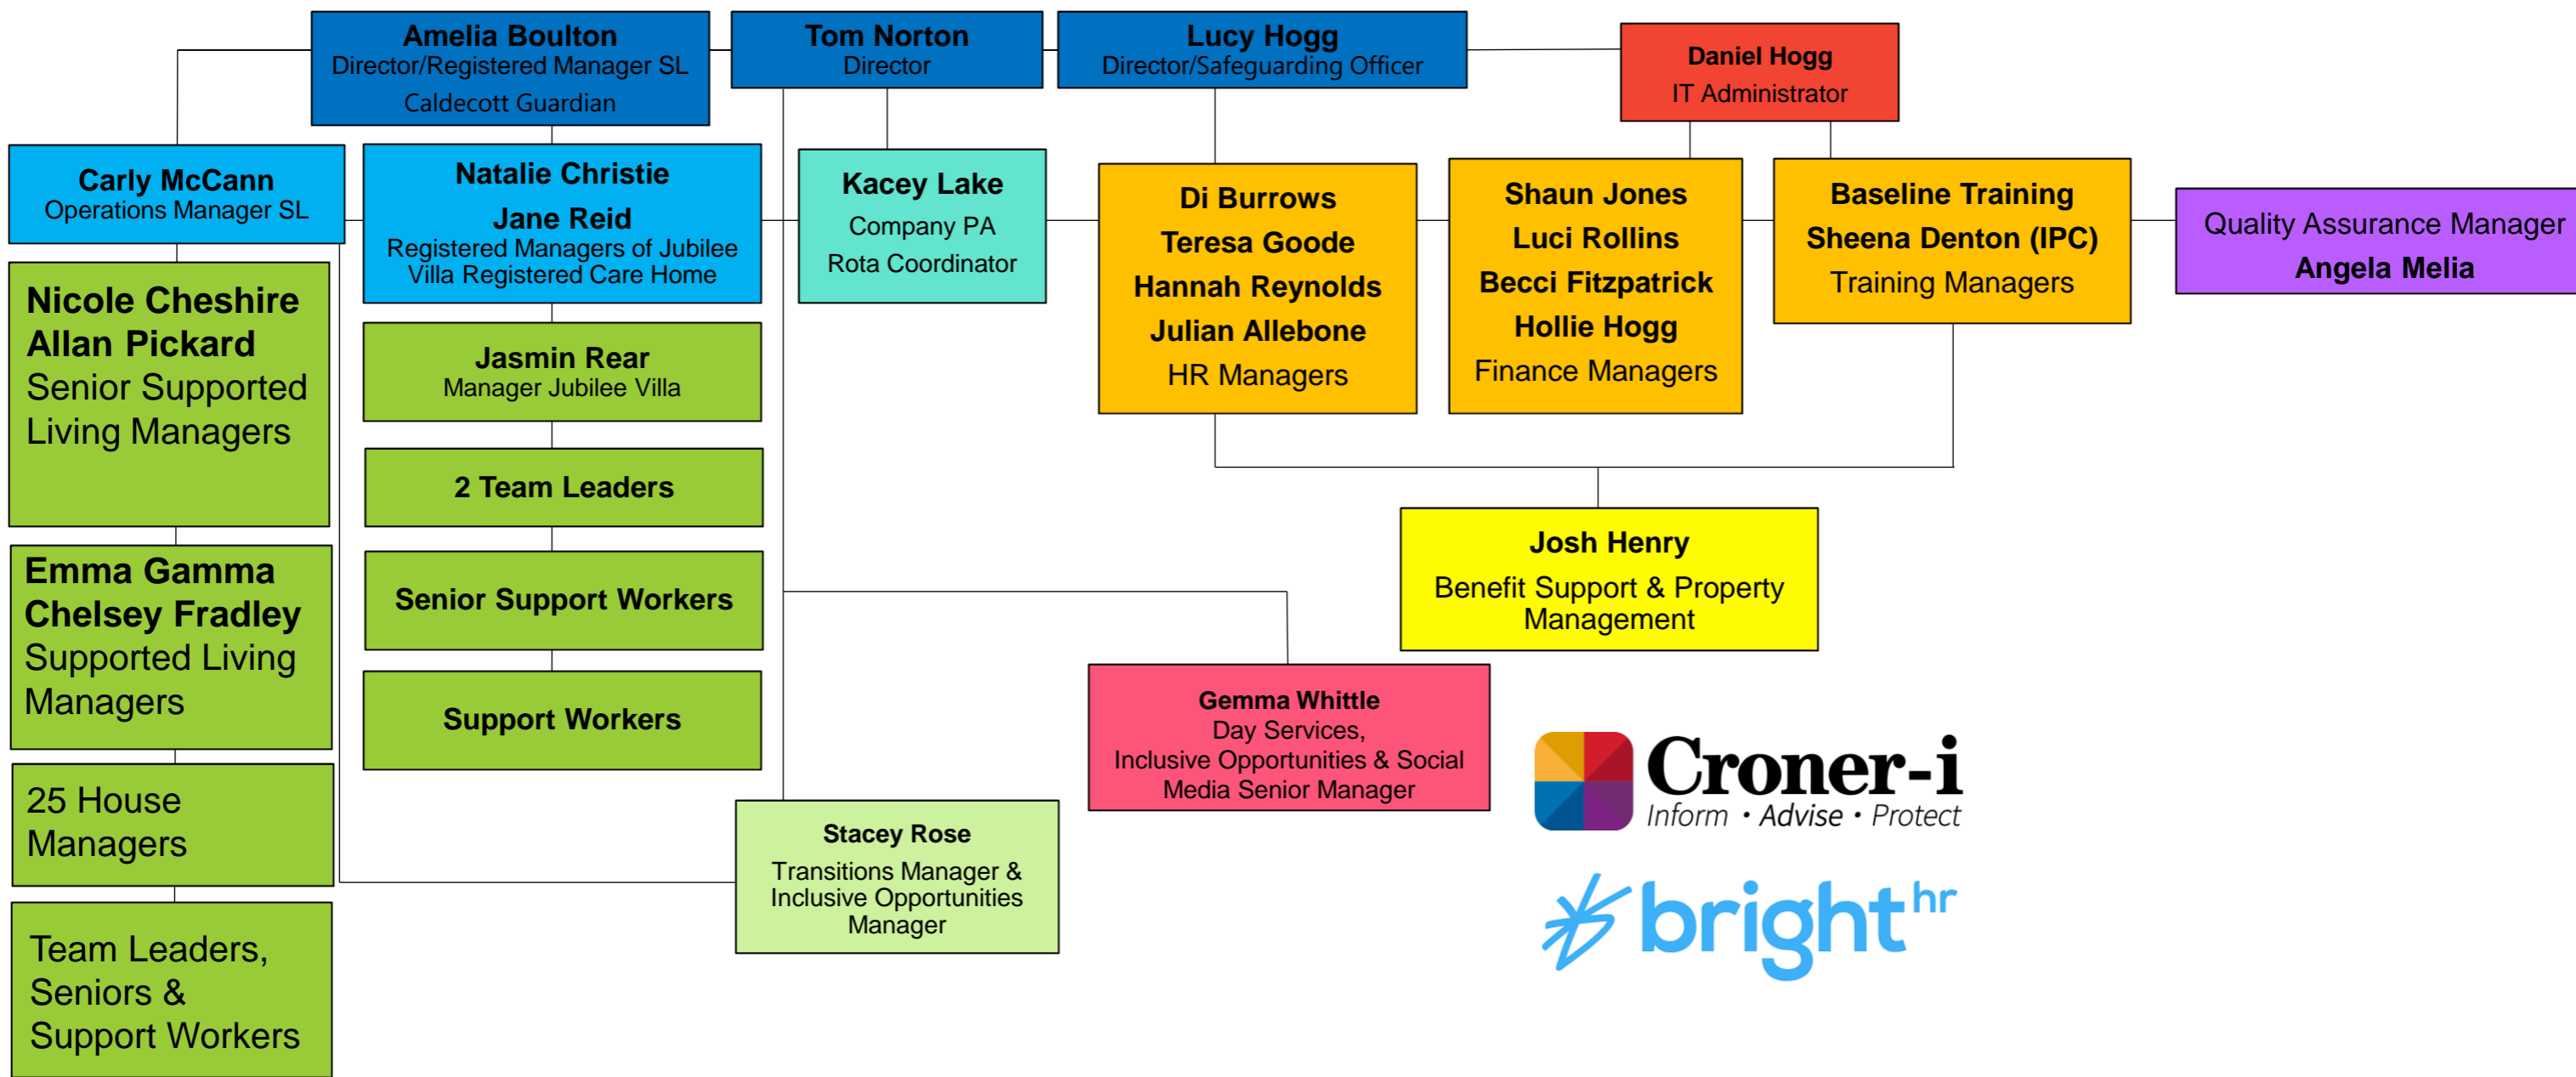 Amelia Boulton
Director/Registered Manager SL
Caldecott Guardian
Tom Norton
Director
Lucy Hogg
Director/Safeguarding Officer
Daniel Hogg
IT Administrator
Carly McCann
Operations Manager SL
Natalie Christie
Jane Reid
Registered Managers of Jubilee
Villa Registered Care Home
Kacey Lake
Company PA
Rota Coordinator
Di Burrows
Teresa Goode
Hannah Reynolds
Julian Allebone
HR Managers
Shaun Jones
Luci Rollins
Becci Fitzpatrick
Hollie Hogg
Finance Managers
Baseline Training
Sheena Denton (IPC)
Training Managers
Quality Assurance Manager
Angela Melia
Nicole Cheshire
Allan Pickard
Senior Supported
Living Managers
Jasmin Rear
Manager Jubilee Villa
2 Team Leaders
Emma Gamma
Chelsey Fradley
Supported Living
Managers
Senior Support Workers
Josh Henry
Benefit Support & Property
Management
Support Workers
Gemma Whittle
Day Services,
Inclusive Opportunities & Social
Media Senior Manager
25 House
Managers
Stacey Rose
Transitions Manager &
Inclusive Opportunities
Manager
Team Leaders,
Seniors &
Support Workers
Croner-i
Inform • Advise • Protect
bright hr